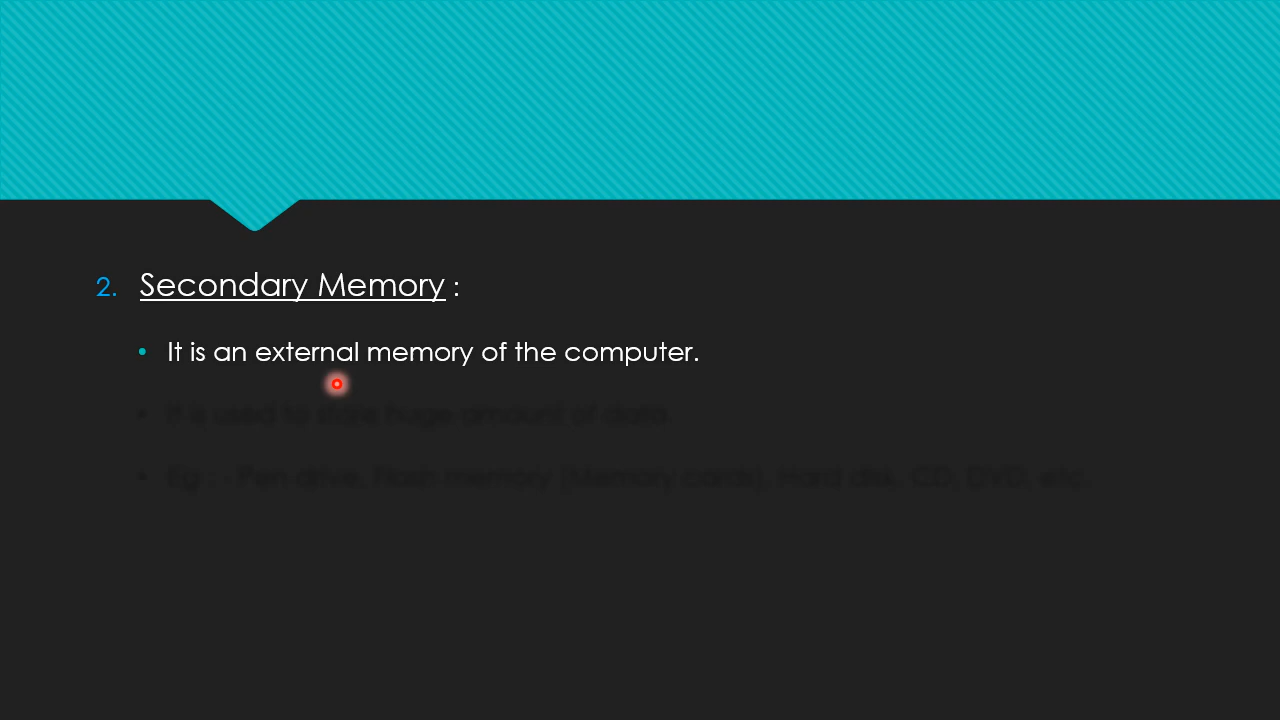 2. Secondary Memory :
• It is an external memory of the computer.
• It is used to store huge amount of data.
• Eg : - Pen drive, Flash memory (Memory cards), Hard disk, CD, DVD, etc.